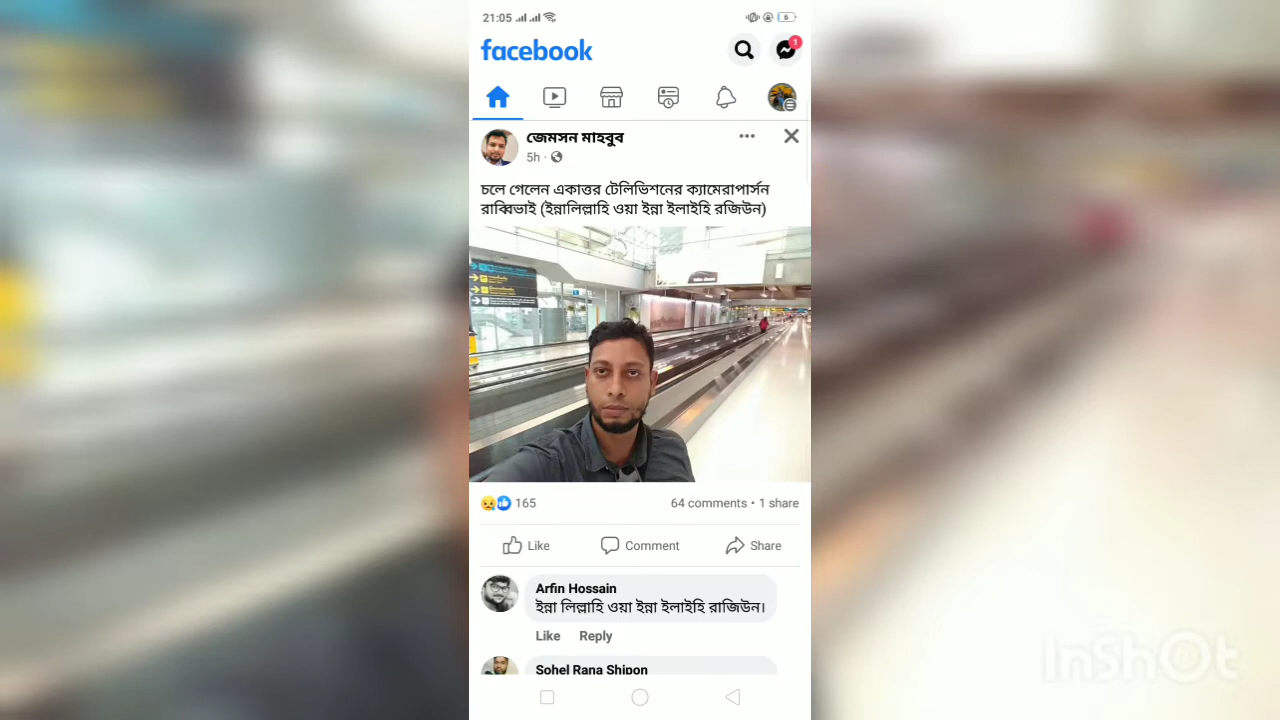 21:05
6
facebook
1
জেমসন মাহবুব
5h
চলে গেলেন একাত্তর টেলিভিশনের ক্যামেরাপার্সন
রাব্বিভাই (ইন্নালিল্লাহি ওয়া ইন্না ইলাইহি রজিউন)
165
64 comments • 1 share
Like
Comment
Share
Arfin Hossain
ইন্না লিল্লাহি ওয়া ইন্না ইলাইহি রাজিউন।
Like Reply
Sohel Rana Shipon
InShOt